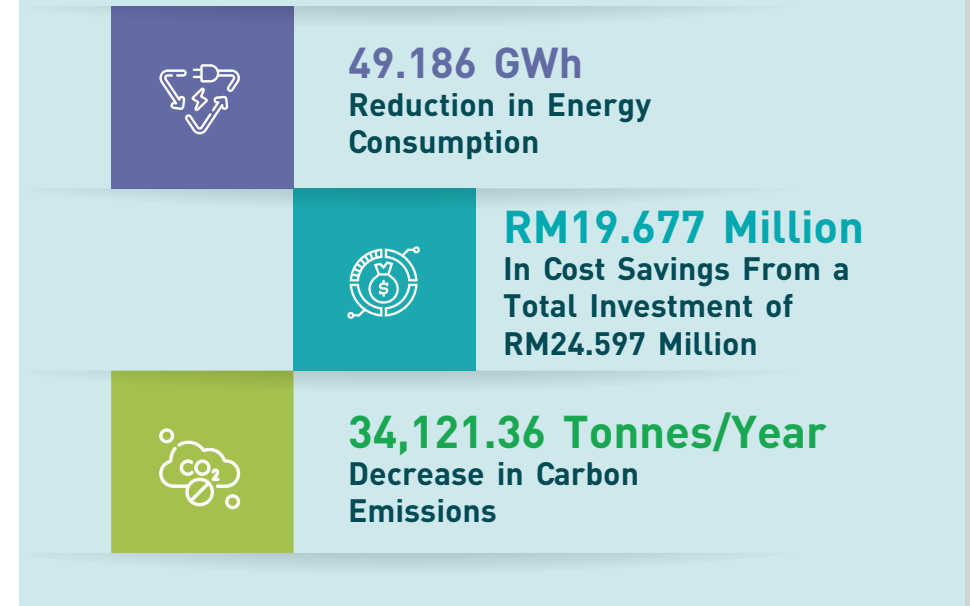 49.186 GWh
Reduction in Energy
Consumption
RM19.677 Million
In Cost Savings From a
Total Investment of
RM24.597 Million
$
34,121.36 Tonnes/Year
CO2
Decrease in Carbon
Emissions